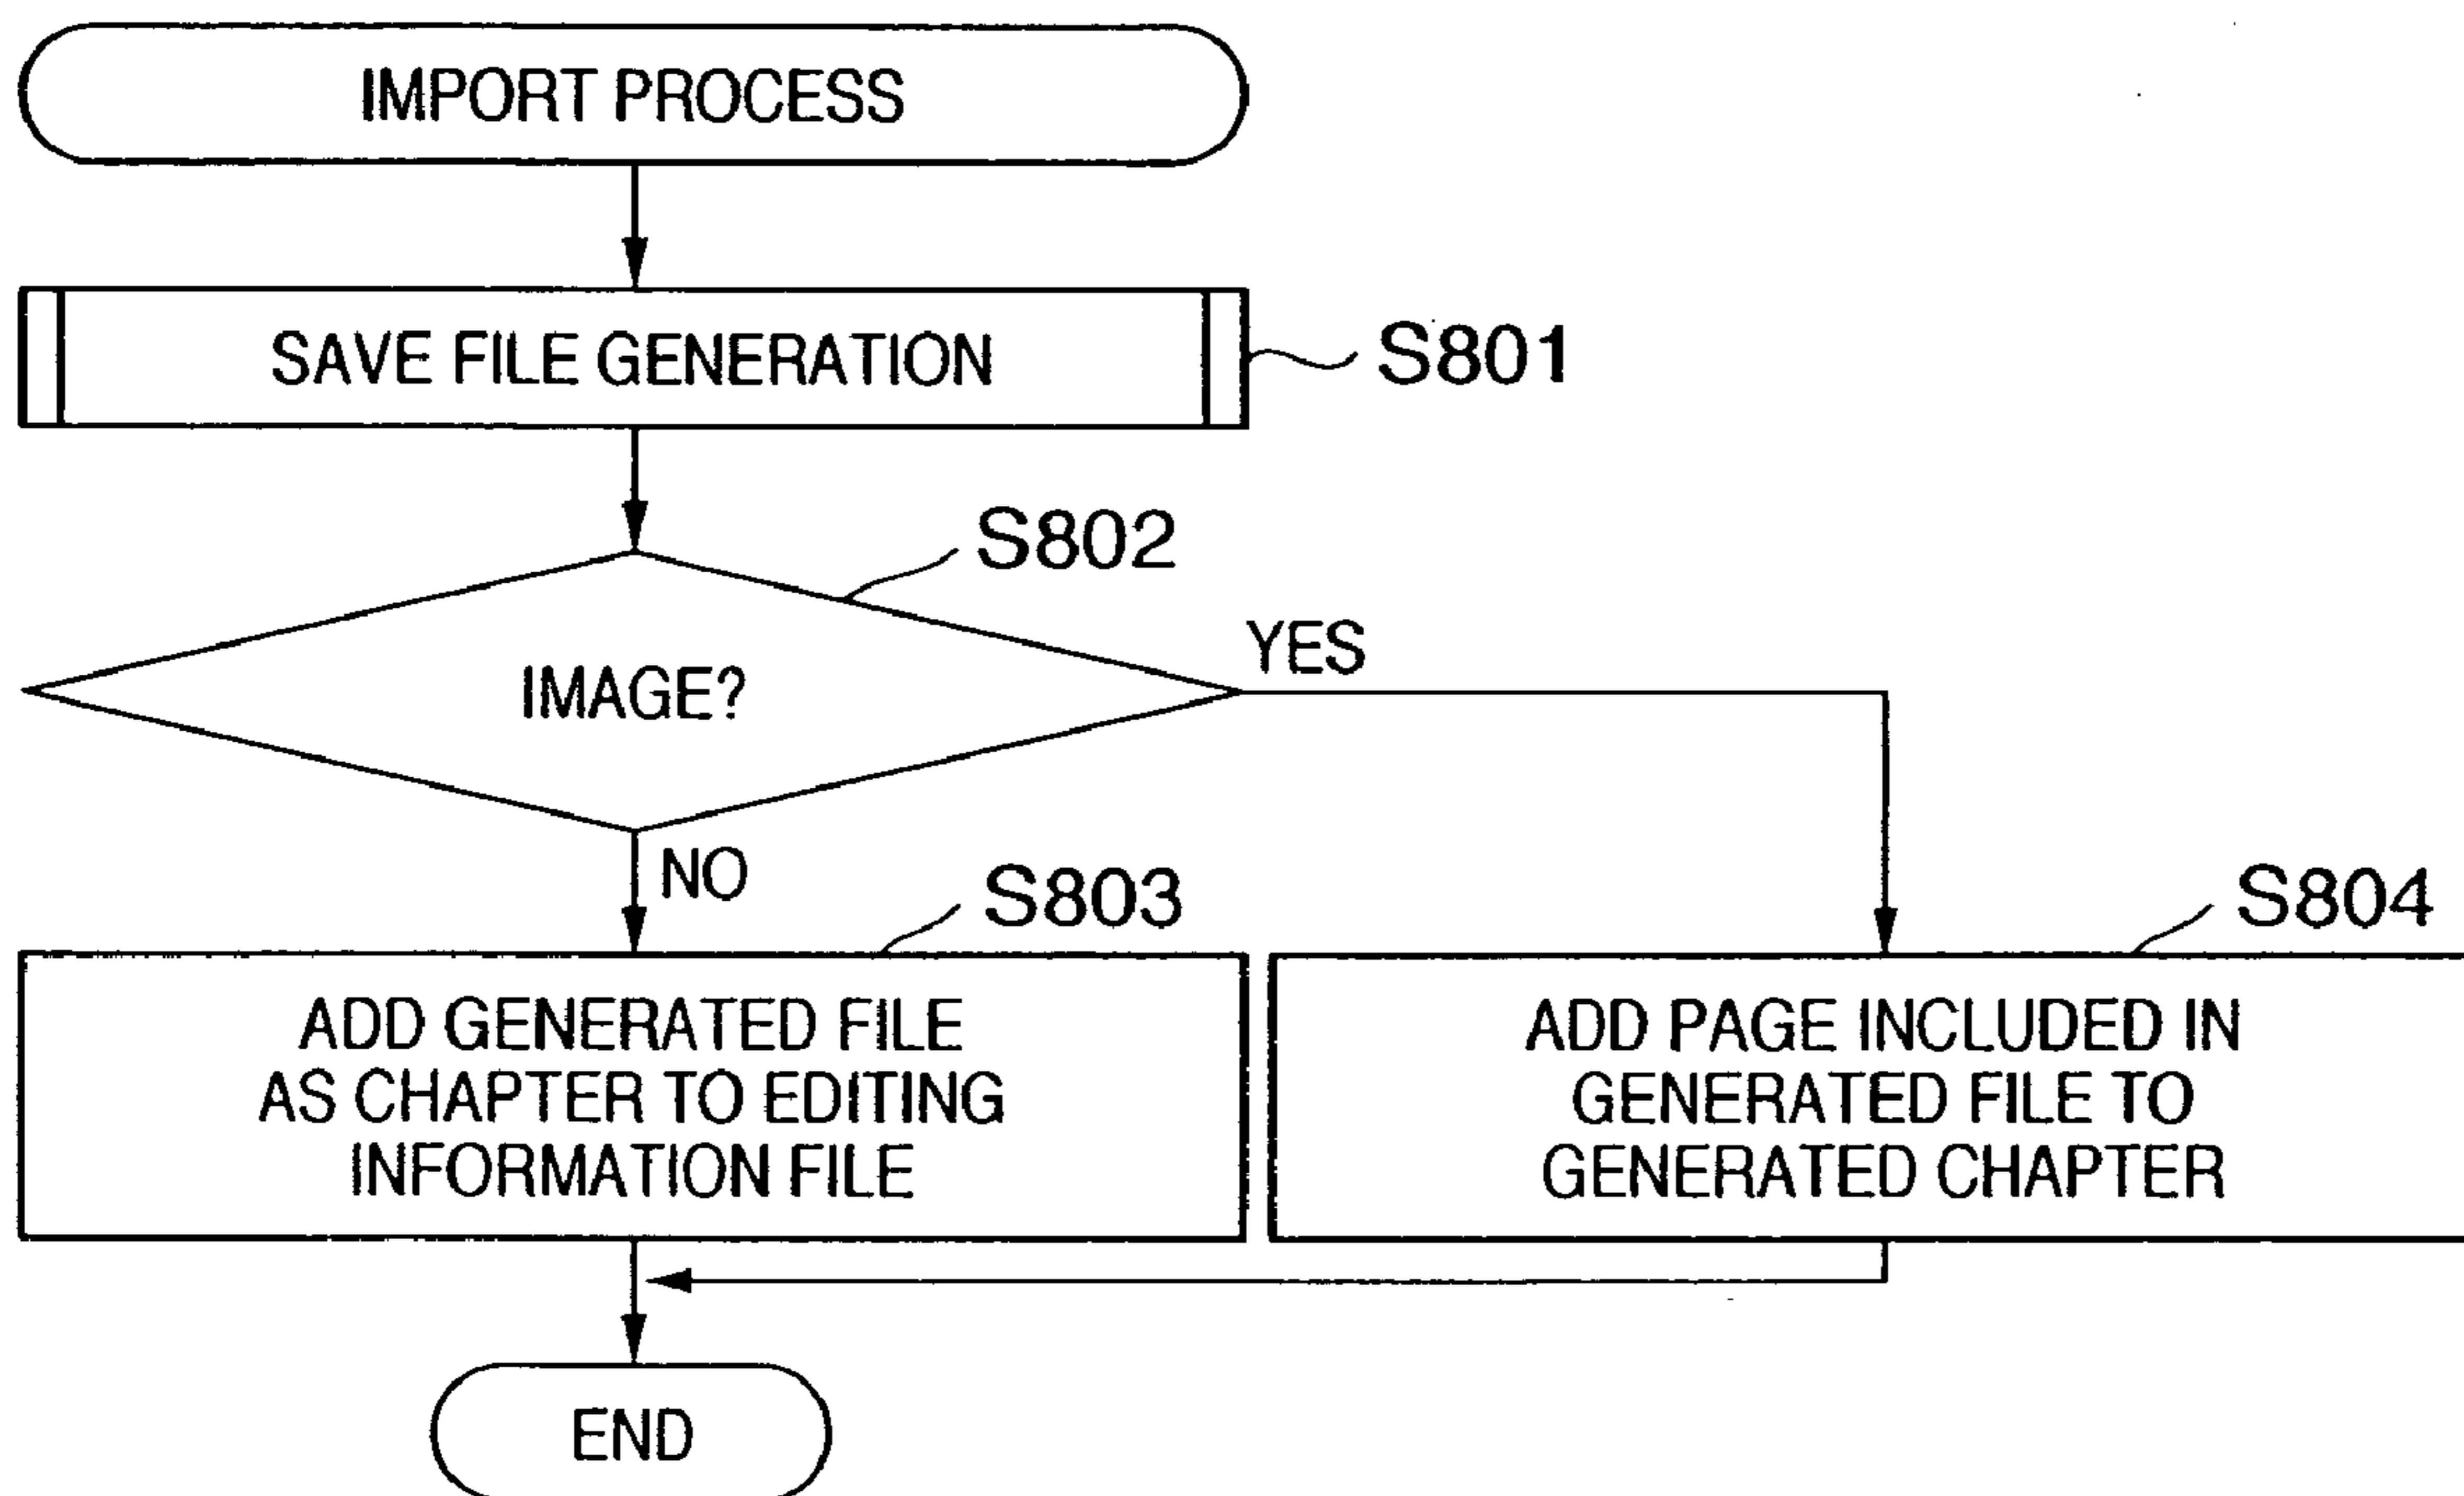 IMPORT PROCESS
SAVE FILE GENERATION
S801
S802
IMAGE?
YES
NO
S803
S804
ADD GENERATED FILE
AS CHAPTER TO EDITING
INFORMATION FILE
ADD PAGE INCLUDED IN
GENERATED FILE TO
GENERATED CHAPTER
END